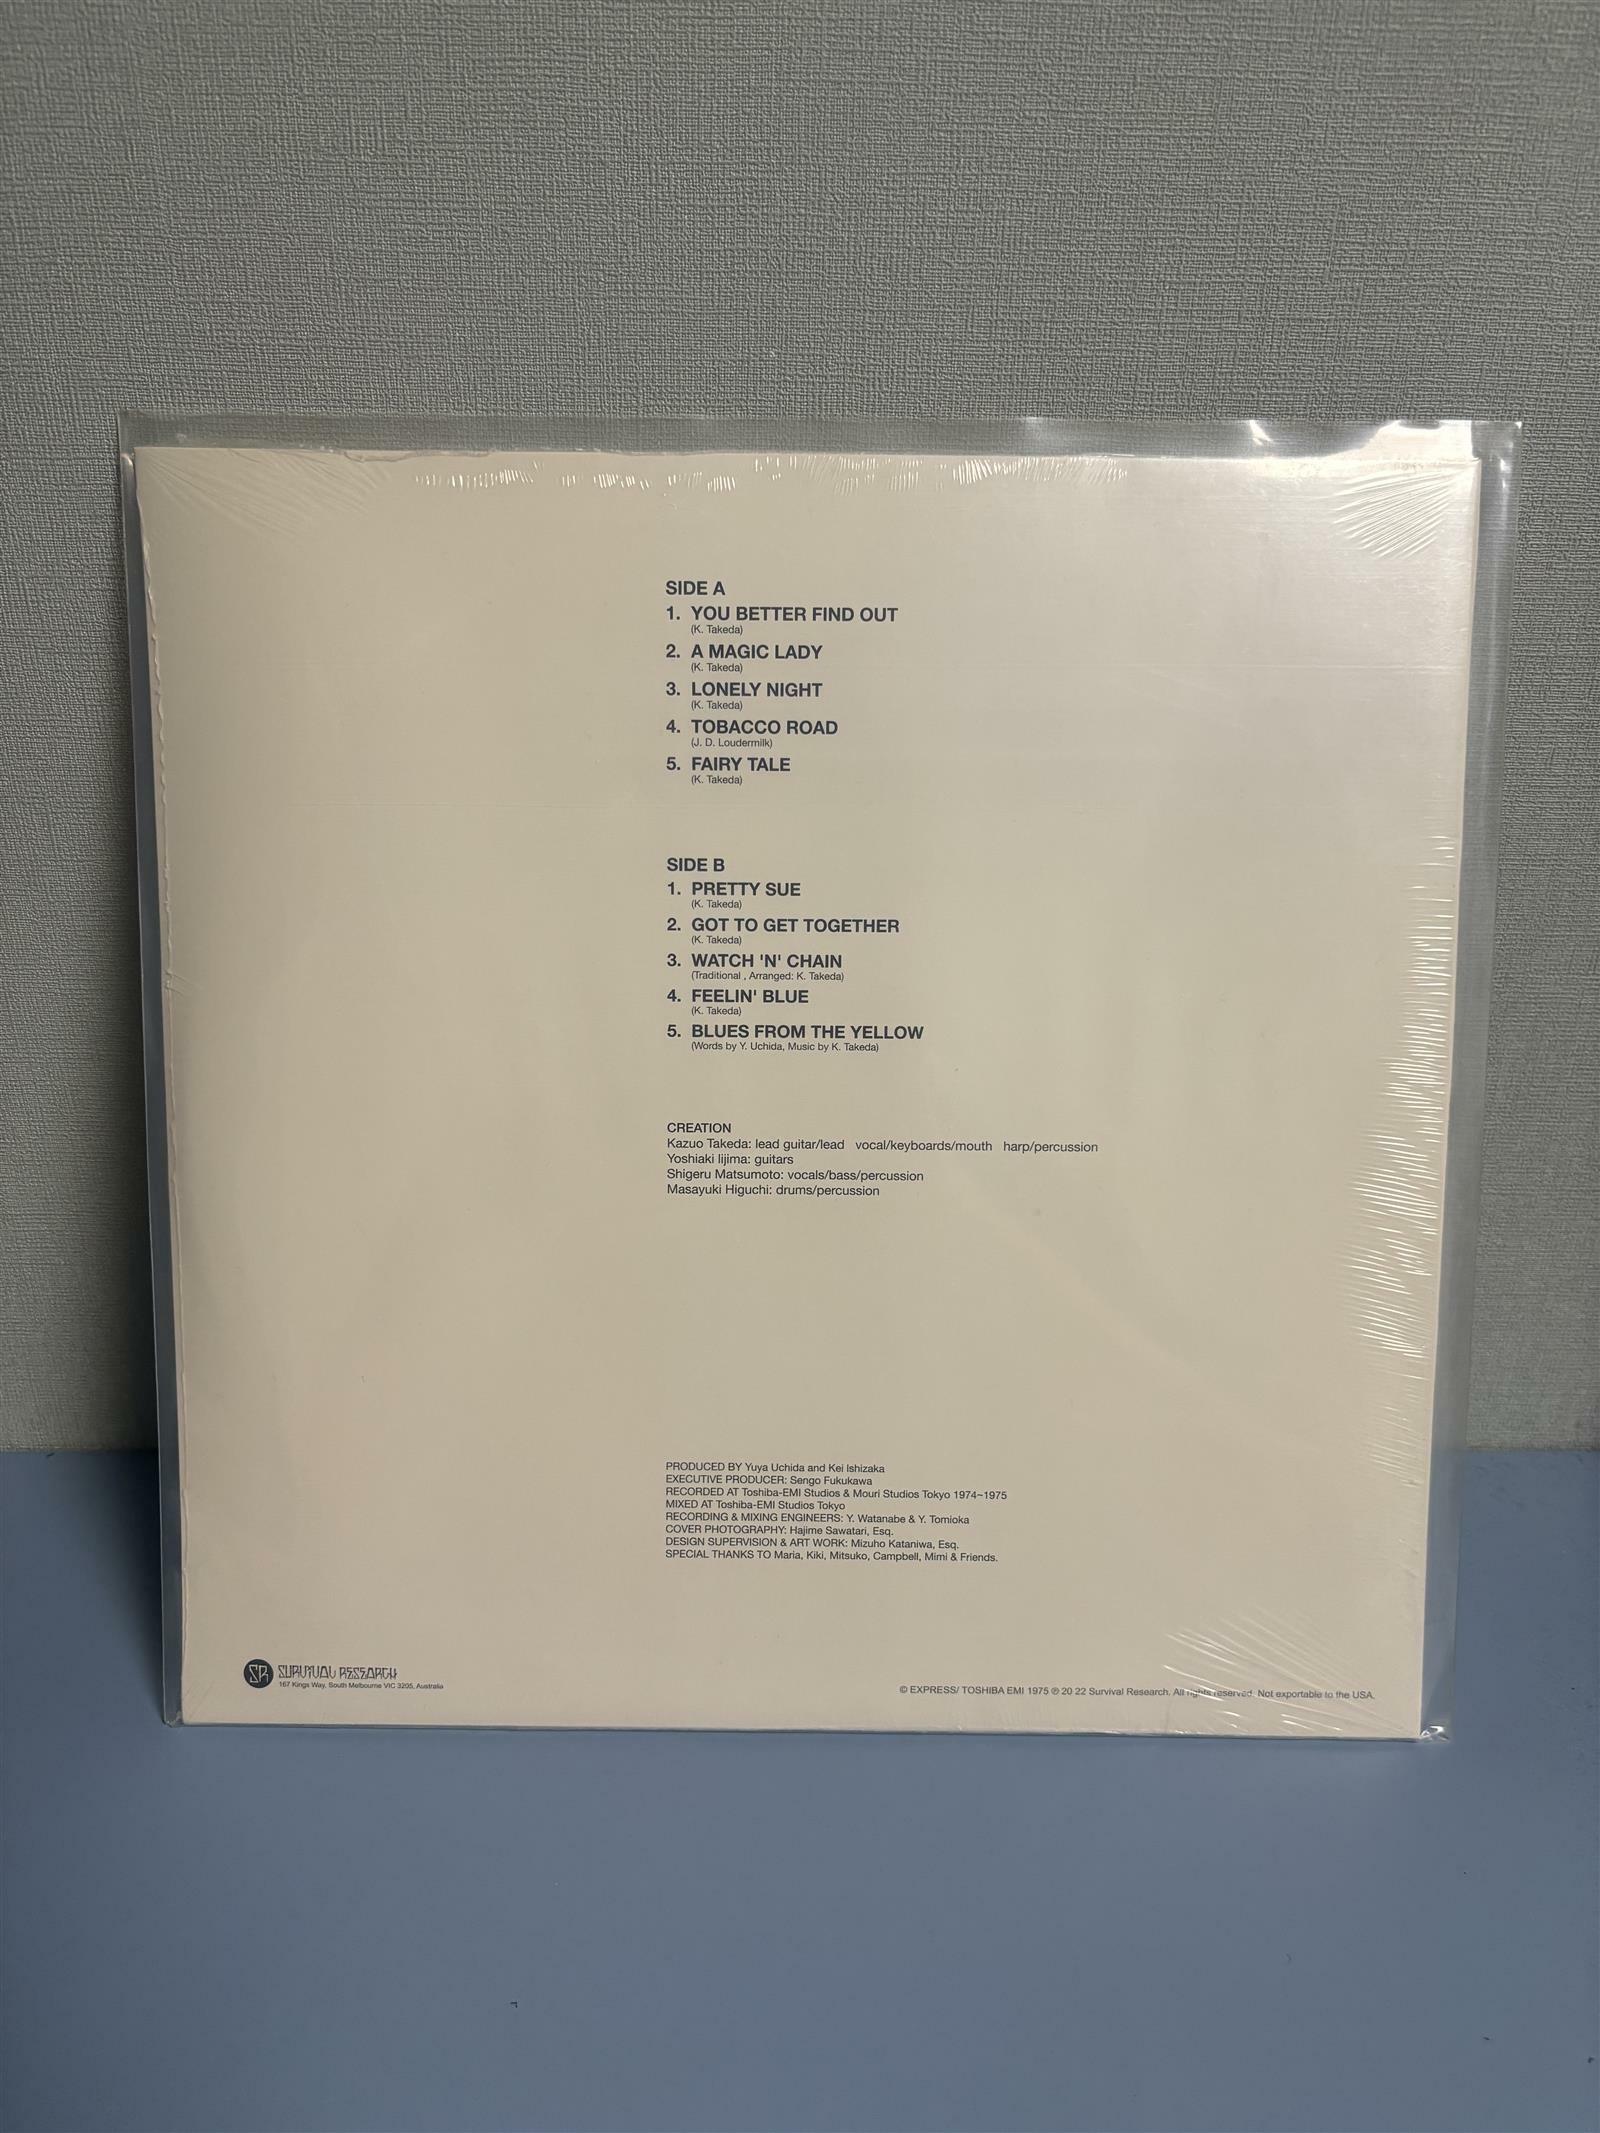 SIDE A
1. YOU BETTER FIND OUT
(K. Takeda)
2. A MAGIC LADY
(K. Takeda)
3. LONELY NIGHT
(K. Takeda)
4. TOBACCO ROAD
(J. D. Loudermilk)
5. FAIRY TALE
(K. Takeda)
SIDE B
1. PRETTY SUE
(K. Takeda)
2. GOT TO GET TOGETHER
(K. Takeda)
3. WATCH 'N' CHAIN
(Traditional , Arranged: K. Takeda)
4. FEELIN' BLUE
(K. Takeda)
5. BLUES FROM THE YELLOW
(Words by Y. Uchida, Music by K. Takeda)
CREATION
Kazuo Takeda: lead guitar/lead vocal/keyboards/mouth harp/percussion
Yoshiaki Iijima: guitars
Shigeru Matsumoto: vocals/bass/percussion
Masayuki Higuchi: drums/percussion
PRODUCED BY Yuya Uchida and Kei Ishizaka
EXECUTIVE PRODUCER: Sengo Fukukawa
RECORDED AT Toshiba-EMI Studios & Mouri Studios Tokyo 1974~1975
MIXED AT Toshiba-EMI Studios Tokyo
RECORDING & MIXING ENGINEERS: Y. Watanabe & Y. Tomioka
COVER PHOTOGRAPHY: Hajime Sawatari, Esq.
DESIGN SUPERVISION & ART WORK: Mizuho Kataniwa, Esq.
SPECIAL THANKS TO Maria, Kiki, Mitsuko, Campbell, Mimi & Friends.
SR SURVIVAL RESEARCH
167 Kings Way, South Melbourne VIC 3205, Australia
© EXPRESS/ TOSHIBA EMI 1975 ℗ 20 22 Survival Research. All rights reserved. Not exportable to the USA.